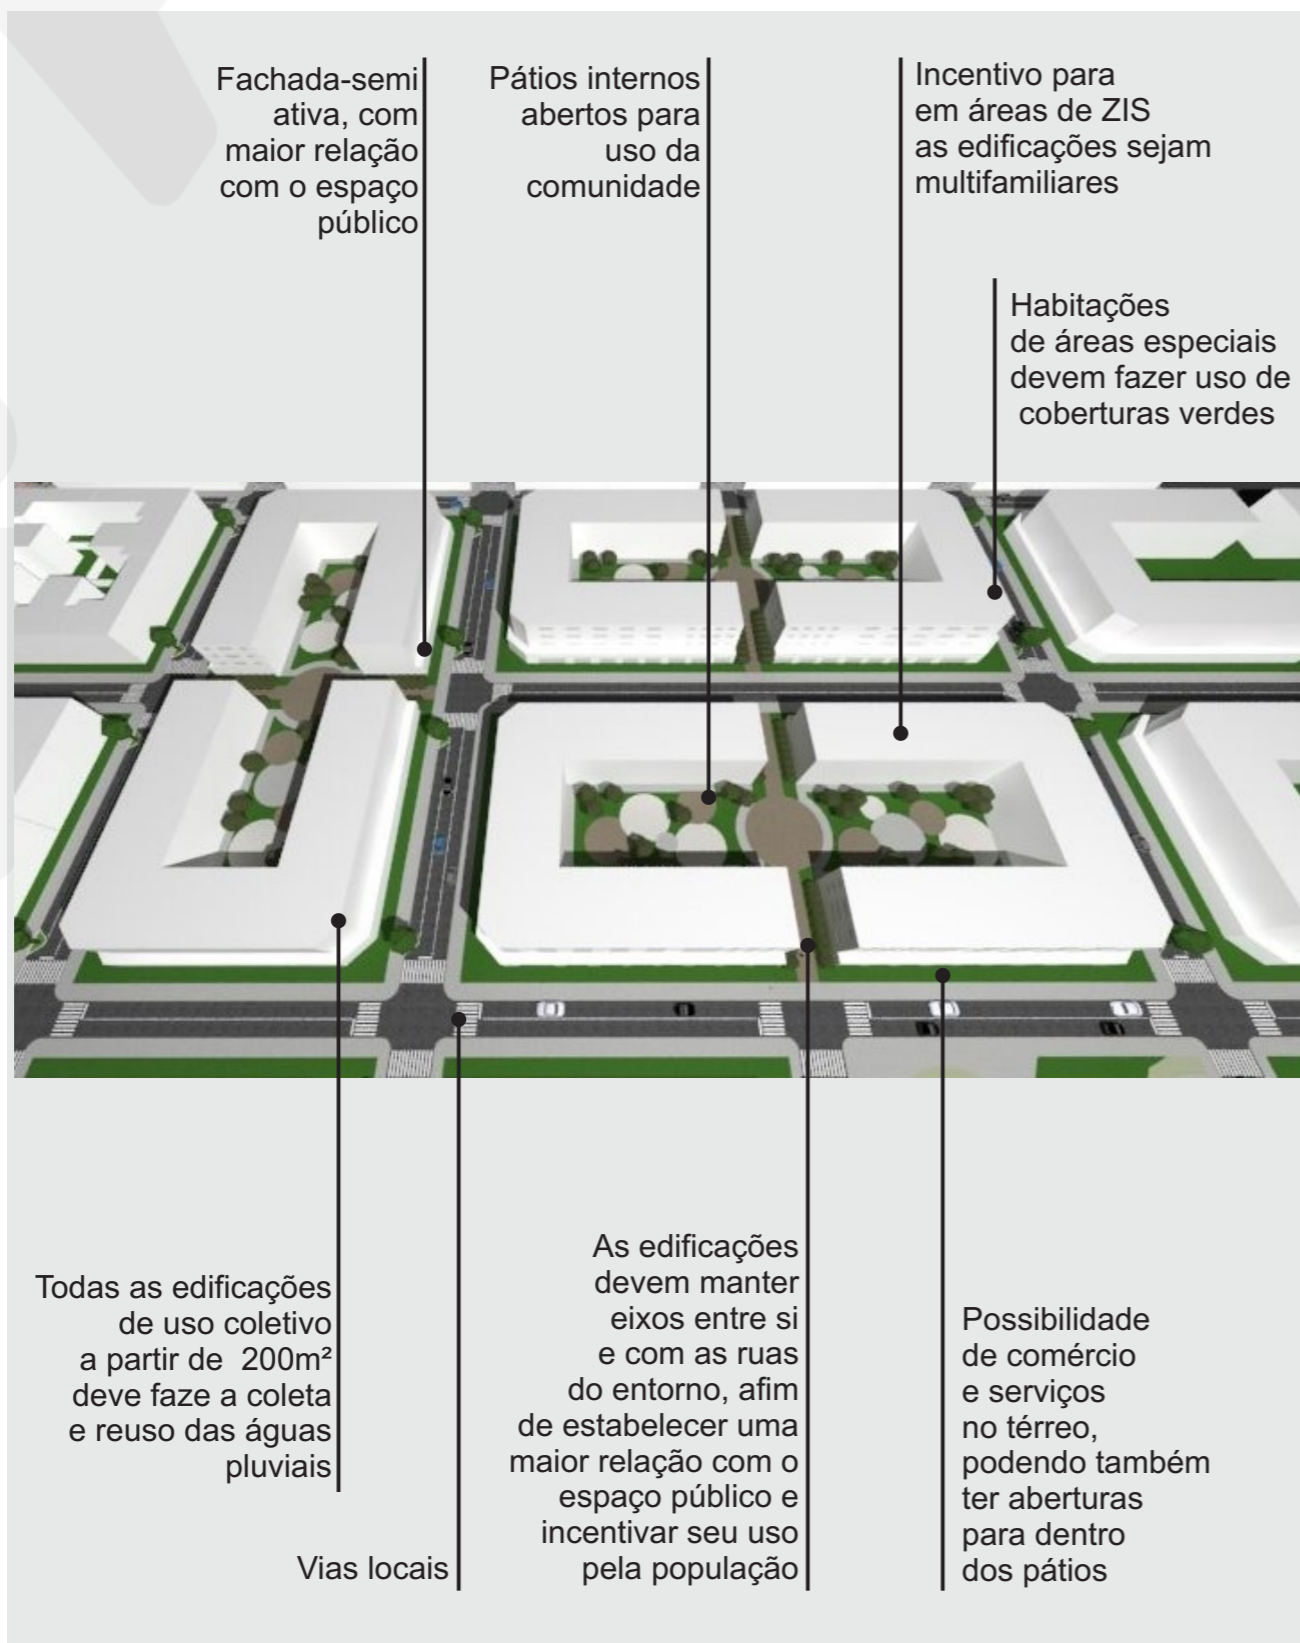 Fachada-semi
ativa, com
maior relação
com o espaço
público
Pátios internos
abertos para
uso da
comunidade
Incentivo para
em áreas de ZIS
as edificações sejam
multifamiliares
Habitações
de áreas especiais
devem fazer uso de
coberturas verdes
Todas as edificações
de uso coletivo
a partir de 200m²
deve faze a coleta
e reuso das águas
pluviais
Vias locais
As edificações
devem manter
eixos entre si
e com as ruas
do entorno, afim
de estabelecer uma
maior relação com o
espaço público e
incentivar seu uso
pela população
Possibilidade
de comércio
e serviços
no térreo,
podendo também
ter aberturas
para dentro
dos pátios